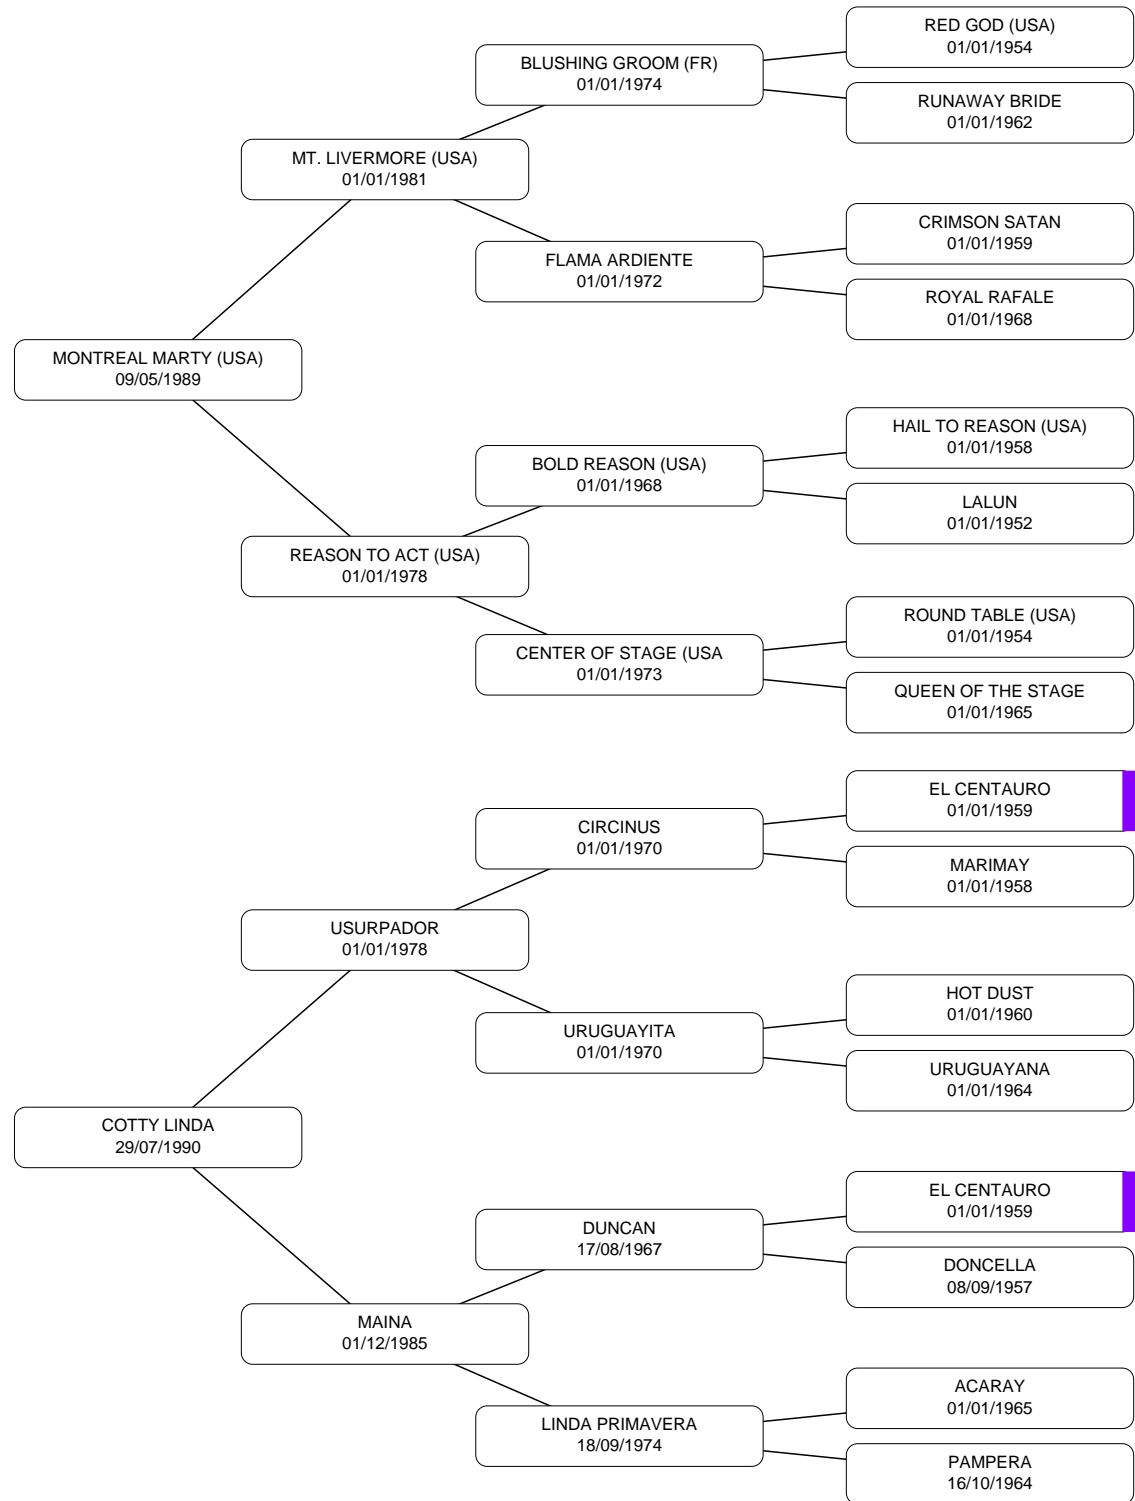 RED GOD (USA)
01/01/1954
BLUSHING GROOM (FR)
01/01/1974
RUNAWAY BRIDE
01/01/1962
MT. LIVERMORE (USA)
01/01/1981
CRIMSON SATAN
01/01/1959
FLAMA ARDIENTE
01/01/1972
ROYAL RAFALE
01/01/1968
MONTREAL MARTY (USA)
09/05/1989
HAIL TO REASON (USA)
01/01/1958
BOLD REASON (USA)
01/01/1968
LALUN
01/01/1952
REASON TO ACT (USA)
01/01/1978
ROUND TABLE (USA)
01/01/1954
CENTER OF STAGE (USA
01/01/1973
QUEEN OF THE STAGE
01/01/1965
EL CENTAURO
01/01/1959
CIRCINUS
01/01/1970
MARIMAY
01/01/1958
USURPADOR
01/01/1978
HOT DUST
01/01/1960
URUGUAYITA
01/01/1970
URUGUAYANA
01/01/1964
COTTY LINDA
29/07/1990
EL CENTAURO
01/01/1959
DUNCAN
17/08/1967
DONCELLA
08/09/1957
MAINA
01/12/1985
ACARAY
01/01/1965
LINDA PRIMAVERA
18/09/1974
PAMPERA
16/10/1964